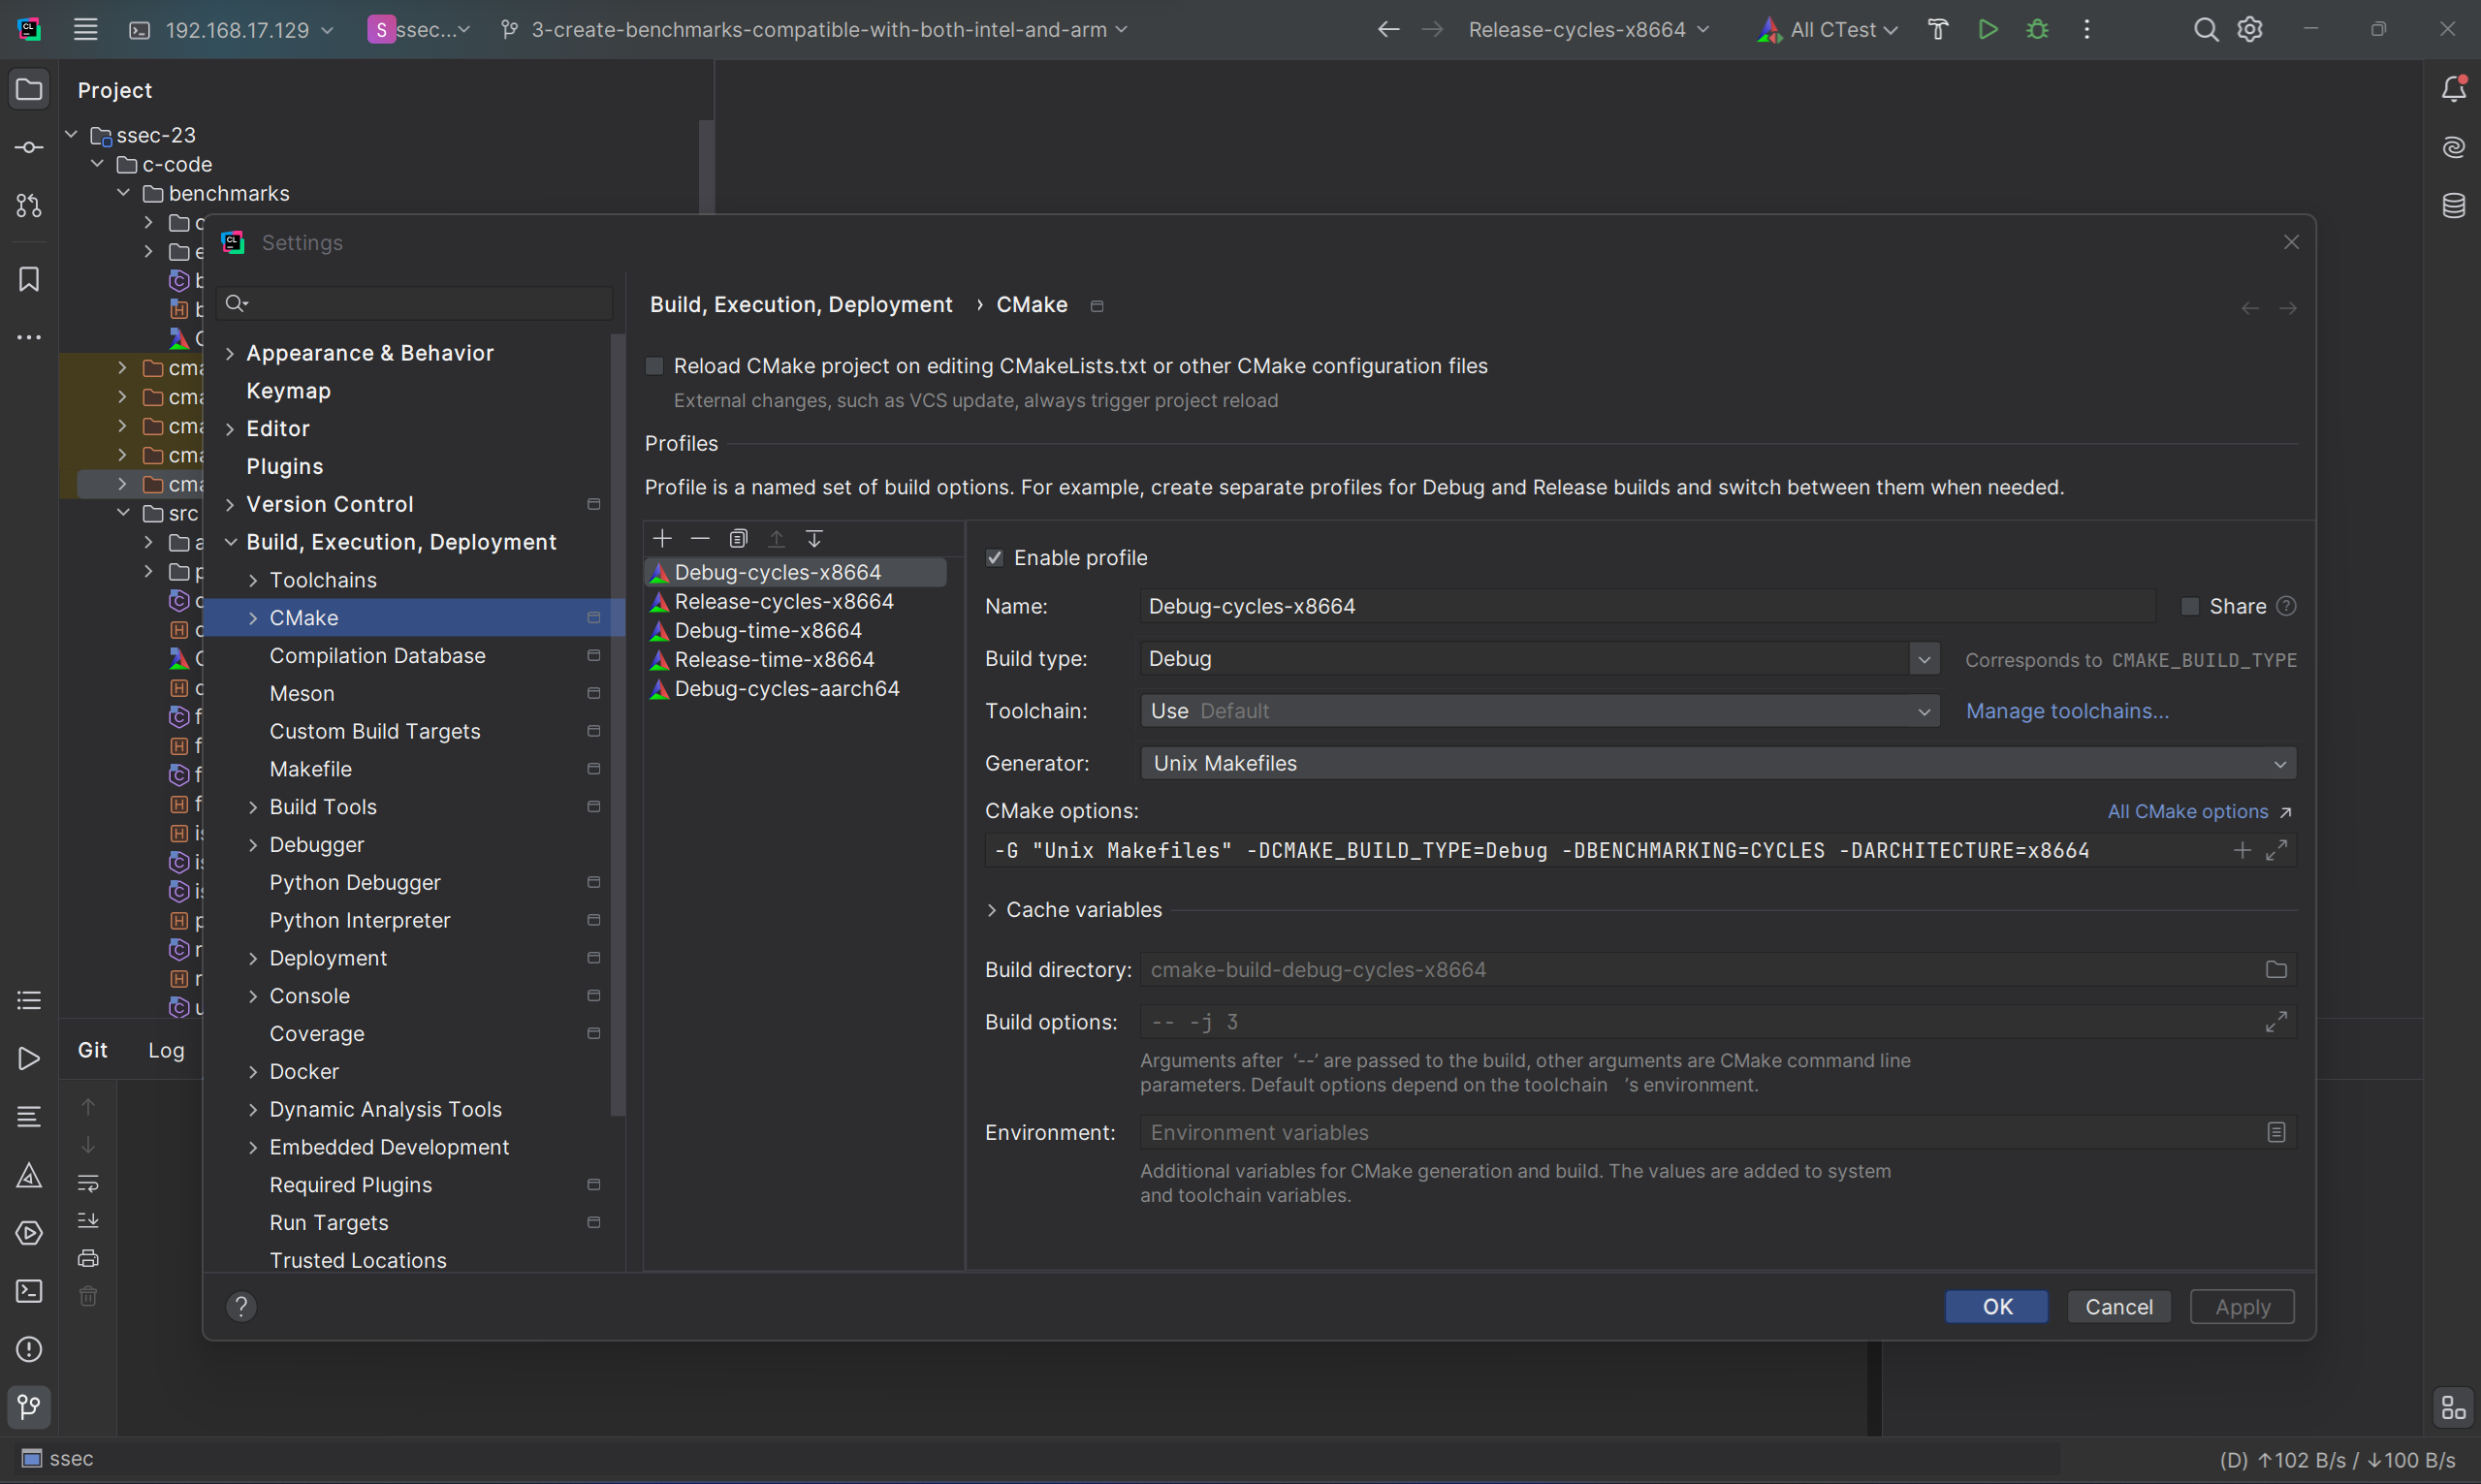 192.168.17.129
S ssec...
3-create-benchmarks-compatible-with-both-intel-and-arm
Release-cycles-x8664
All CTest
Project
ssec-23
c-code
benchmarks
src
Settings
Appearance & Behavior
Keymap
Editor
Plugins
Version Control
Build, Execution, Deployment
Toolchains
CMake
Compilation Database
Meson
Custom Build Targets
Makefile
Build Tools
Debugger
Python Debugger
Python Interpreter
Deployment
Console
Coverage
Docker
Dynamic Analysis Tools
Embedded Development
Required Plugins
Run Targets
Trusted Locations
Build, Execution, Deployment › CMake
Reload CMake project on editing CMakeLists.txt or other CMake configuration files
External changes, such as VCS update, always trigger project reload
Profiles
Profile is a named set of build options. For example, create separate profiles for Debug and Release builds and switch between them when needed.
Debug-cycles-x8664
Release-cycles-x8664
Debug-time-x8664
Release-time-x8664
Debug-cycles-aarch64
Enable profile
Name: Debug-cycles-x8664 Share ?
Build type: Debug Corresponds to CMAKE_BUILD_TYPE
Toolchain: Use Default Manage toolchains...
Generator: Unix Makefiles
CMake options: All CMake options ↗
-G "Unix Makefiles" -DCMAKE_BUILD_TYPE=Debug -DBENCHMARKING=CYCLES -DARCHITECTURE=x8664
Cache variables
Build directory: cmake-build-debug-cycles-x8664
Build options: -- -j 3
Arguments after '--' are passed to the build, other arguments are CMake command line
parameters. Default options depend on the toolchain 's environment.
Environment: Environment variables
Additional variables for CMake generation and build. The values are added to system
and toolchain variables.
? OK Cancel Apply
Git Log
ssec
(D) ↑102 B/s / ↓100 B/s